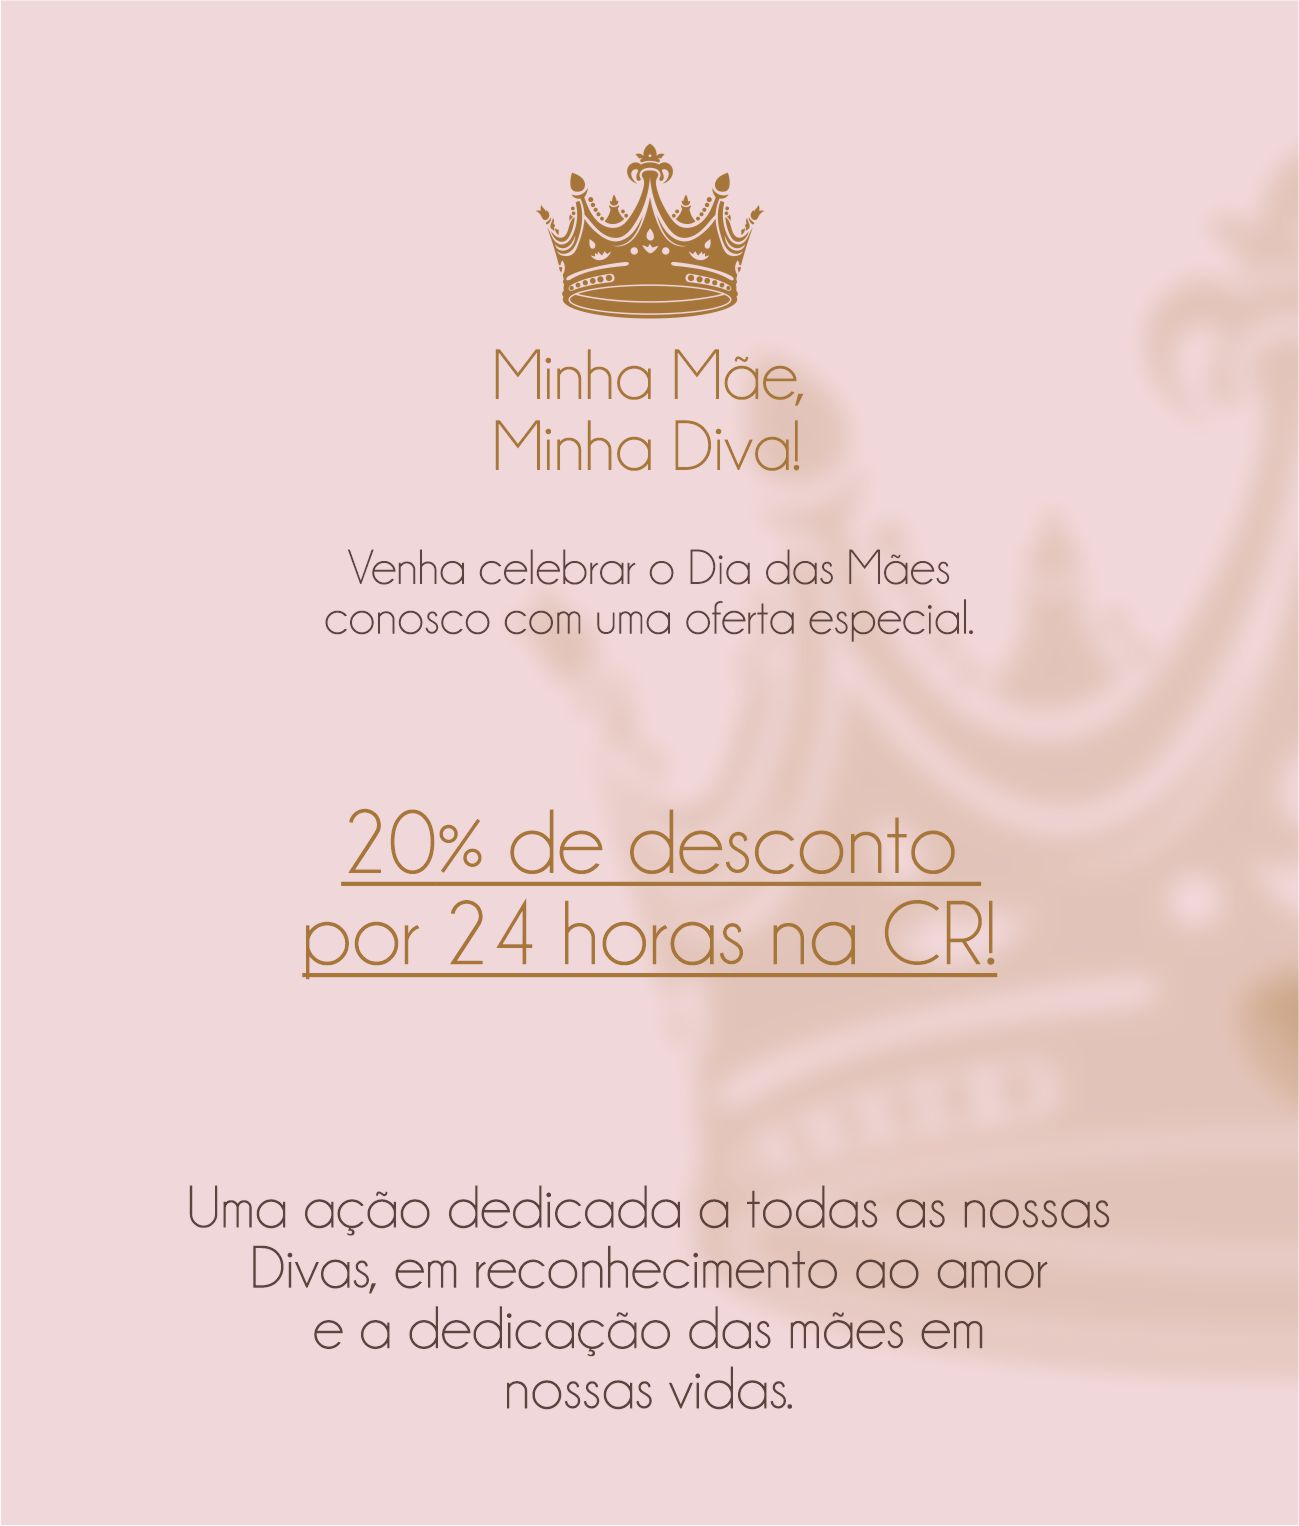 Minha Mãe,
Minha Diva!
Venha celebrar o Dia das Mães
conosco com uma oferta especial.
20% de desconto
por 24 horas na CR!
Uma ação dedicada a todas as nossas
Divas, em reconhecimento ao amor
e a dedicação das mães em
nossas vidas.